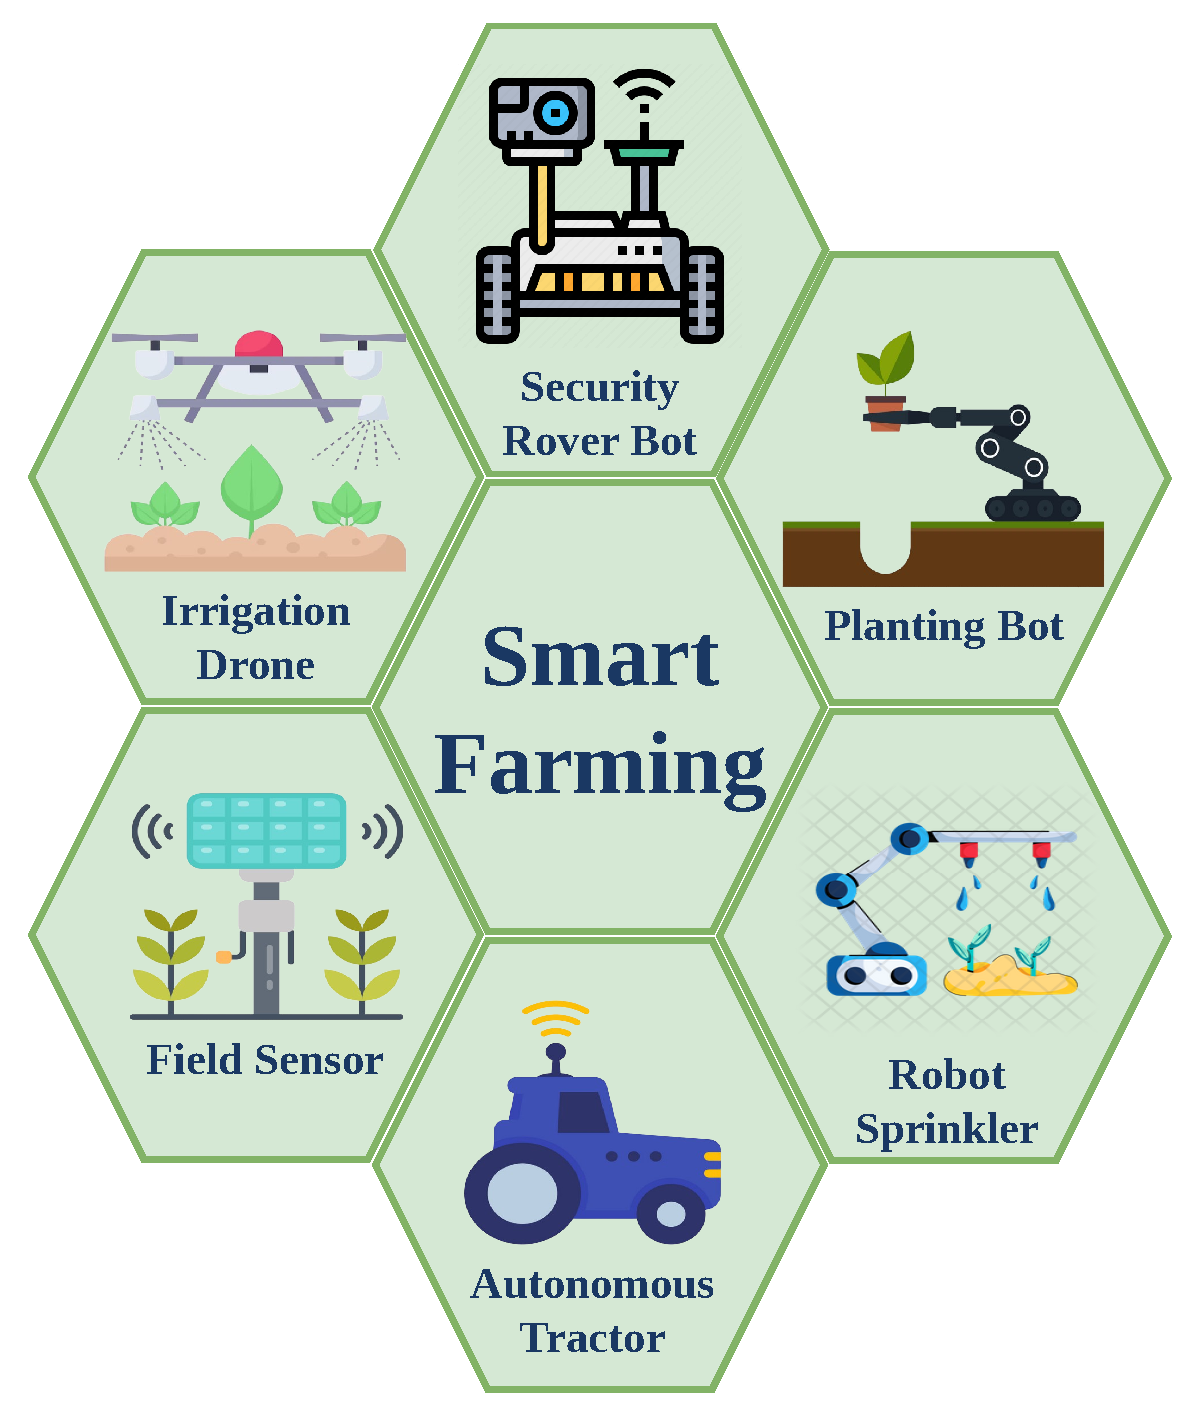 Security
Rover Bot
Irrigation
Drone
Planting Bot
Smart
Farming
Field Sensor
Robot
Sprinkler
Autonomous
Tractor